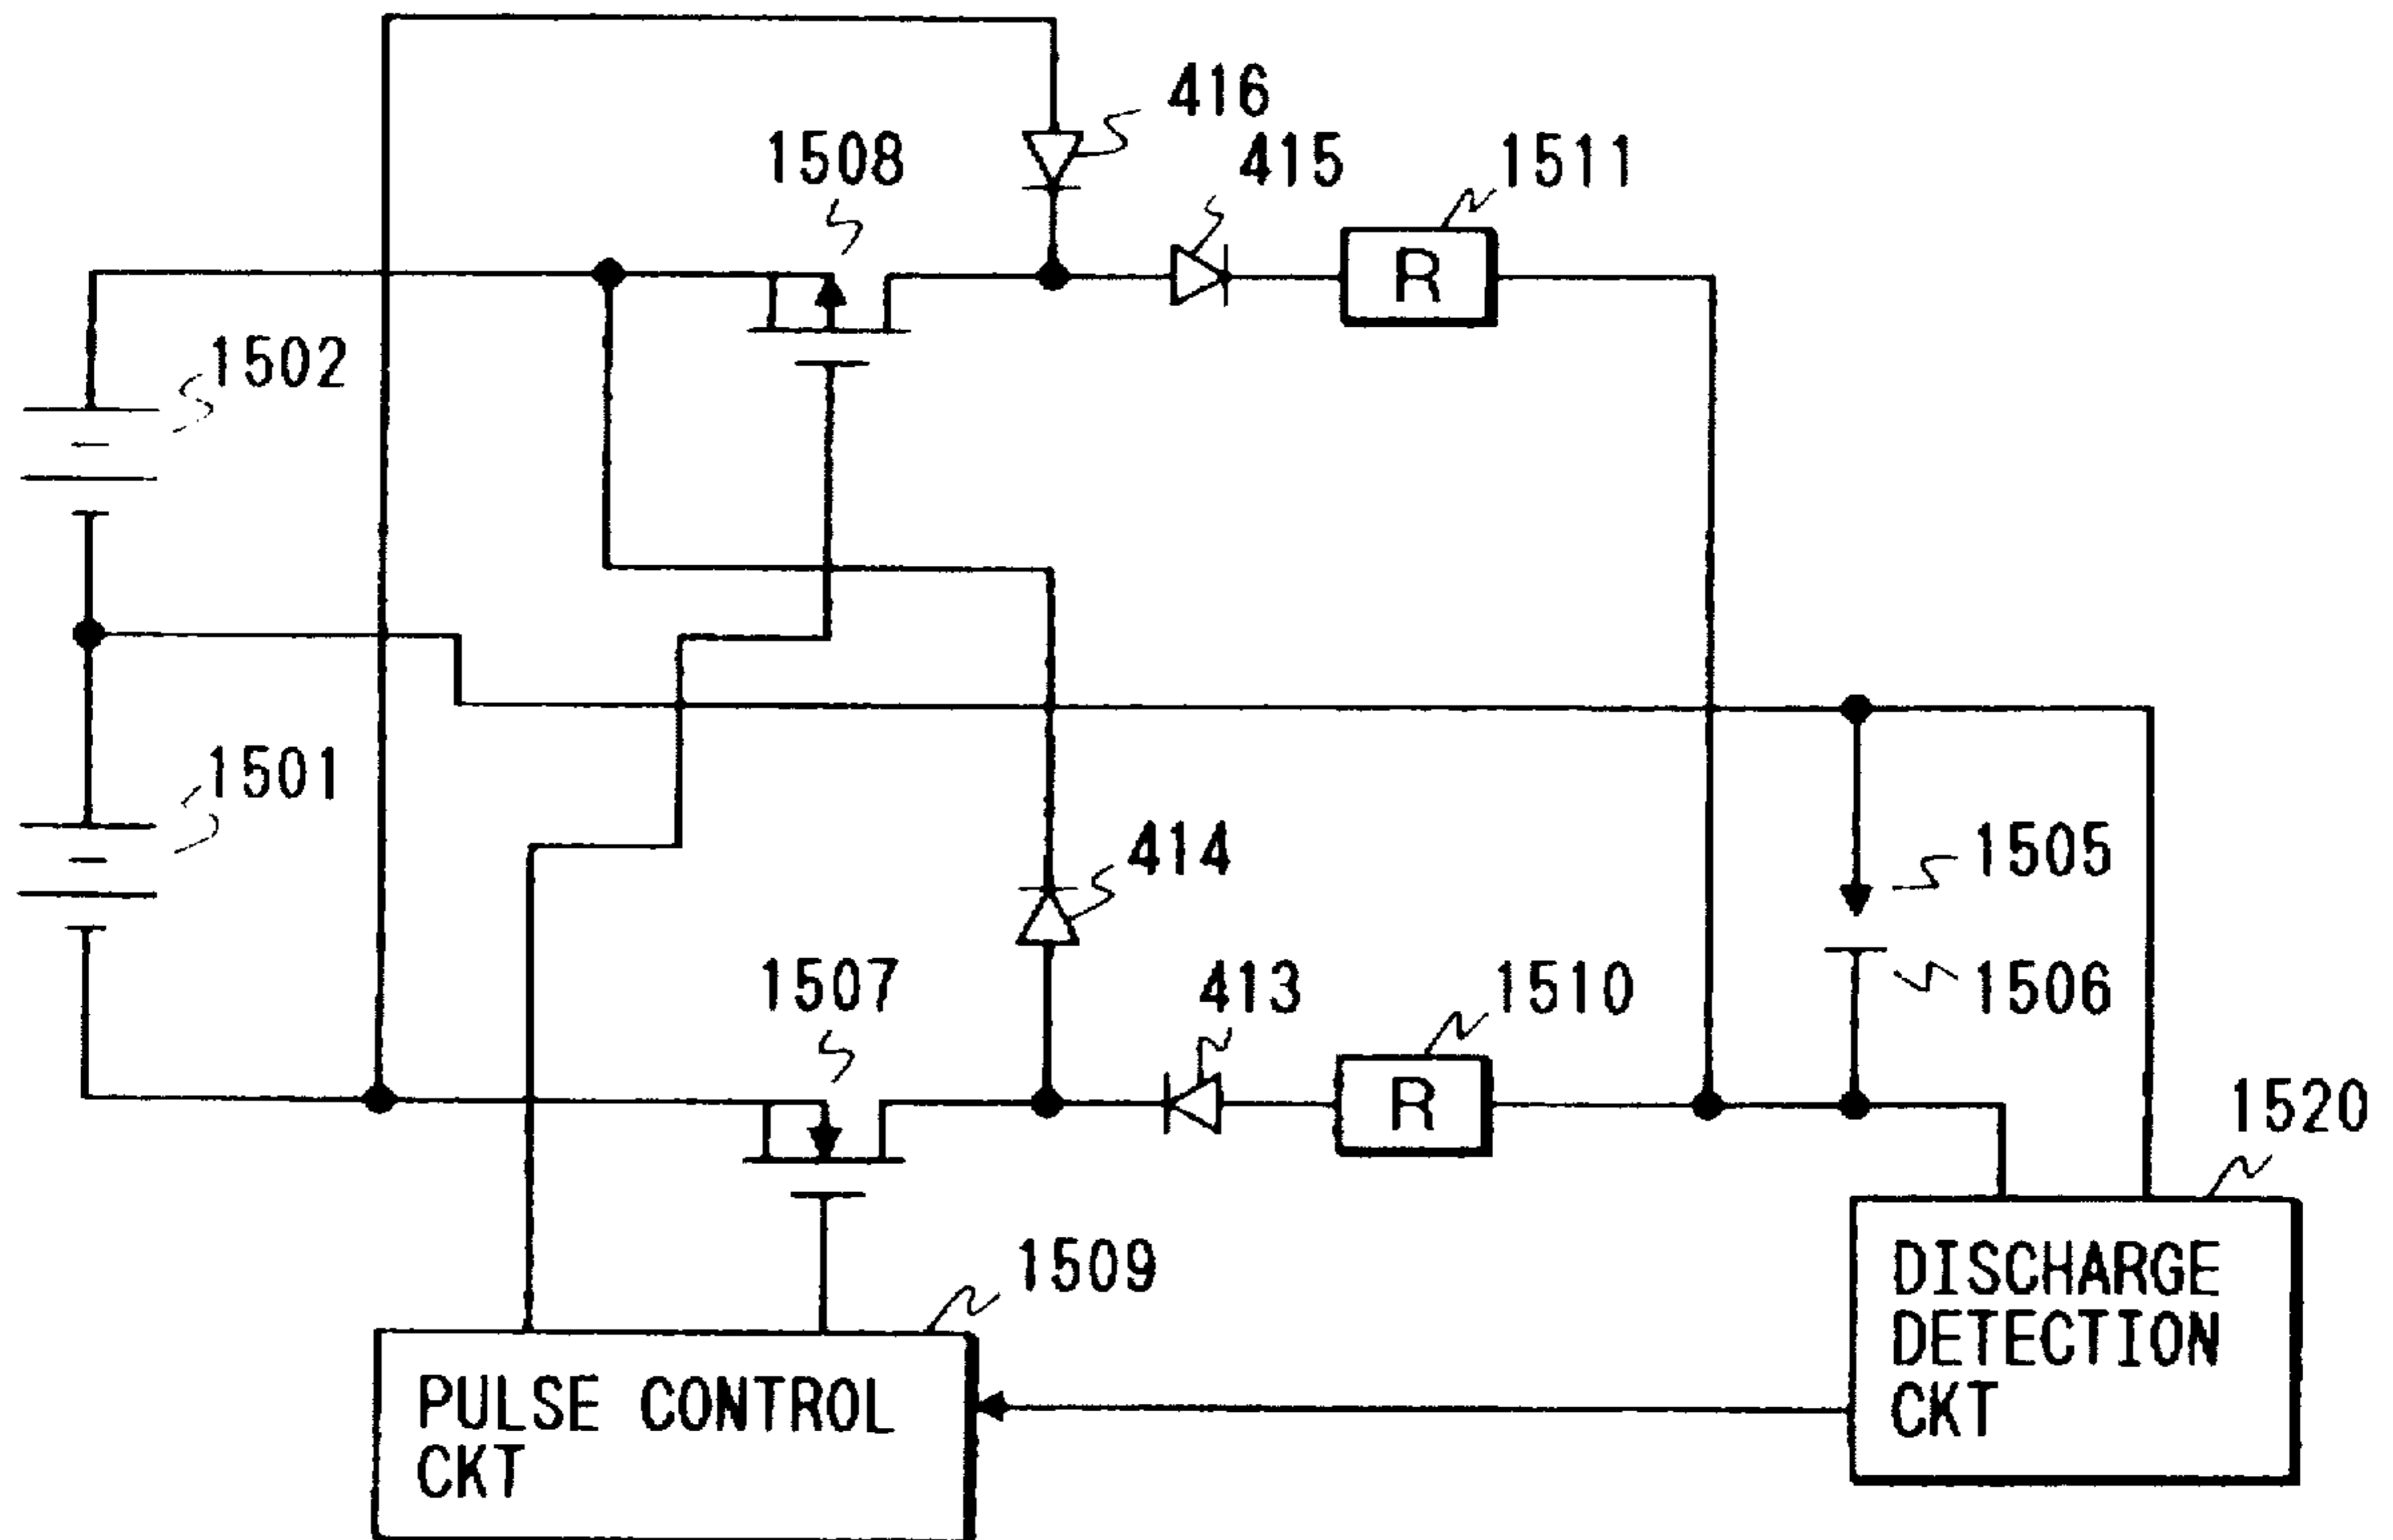 416
1508
415
1511
R
1502
1501
414
1505
1507
413
1510
1506
R
1520
1509
DISCHARGE
DETECTION
CKT
PULSE CONTROL
CKT